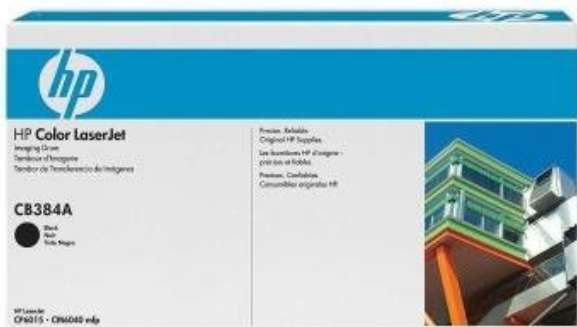 hp
HP Color LaserJet
Imaging Drum
Tambour d'Imagerie
Tambor de Transferencia de Imágenes
CB384A
Black
Noir
Tinta Negra
HP LaserJet
CP6015 • CM6040 mfp
Precise, Reliable.
Original HP Supplies.
Les fournitures HP d'origine -
précises et fiables.
Precisos, Confiables.
Consumibles originales HP.